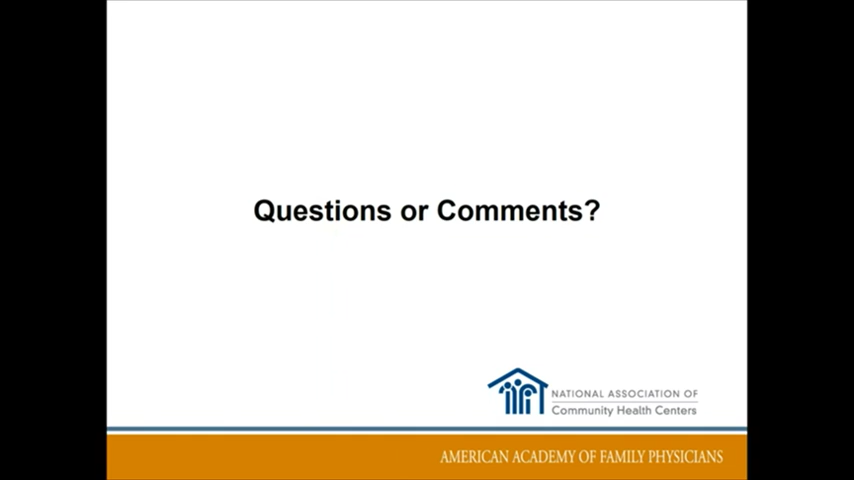 Questions or Comments?
NATIONAL ASSOCIATION OF
Community Health Centers
AMERICAN ACADEMY OF FAMILY PHYSICIANS